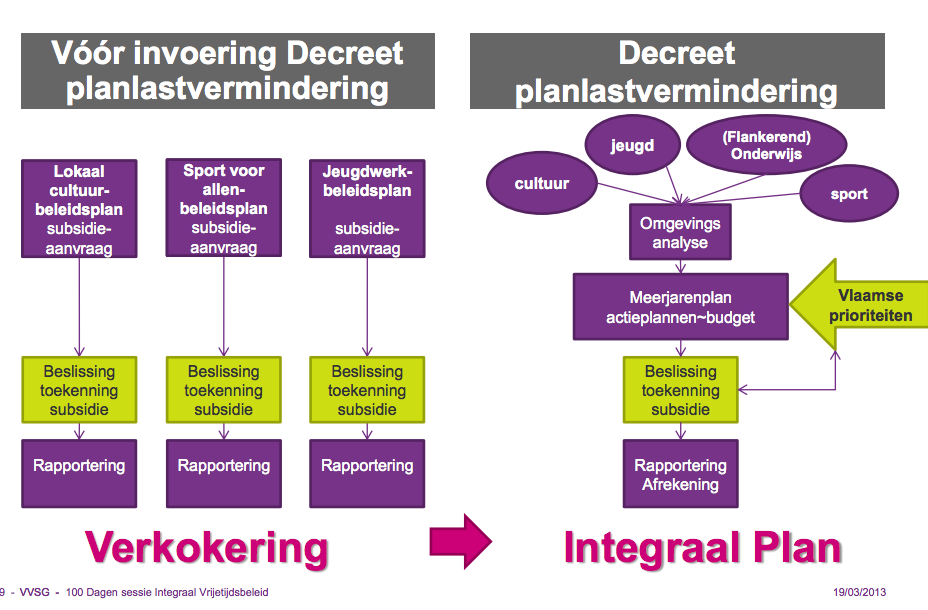 Vóór invoering Decreet
planlastvermindering
Lokaal
cultuur-
beleidsplan
subsidie-
aanvraag
Sport voor
allen-
beleidsplan
subsidie-
aanvraag
Jeugdwerk-
beleidsplan
subsidie-
aanvraag
Beslissing
toekenning
subsidie
Beslissing
toekenning
subsidie
Beslissing
toekenning
subsidie
Rapportering
Rapportering
Rapportering
Verkokering
Decreet
planlastvermindering
cultuur
jeugd
(Flankerend)
Onderwijs
sport
Omgevings
analyse
Meerjarenplan
actieplannen~budget
Vlaamse
prioriteiten
Beslissing
toekenning
subsidie
Rapportering
Afrekening
Integraal Plan
9 - VVSG - 100 Dagen sessie Integraal Vrijetijdsbeleid
19/03/2013